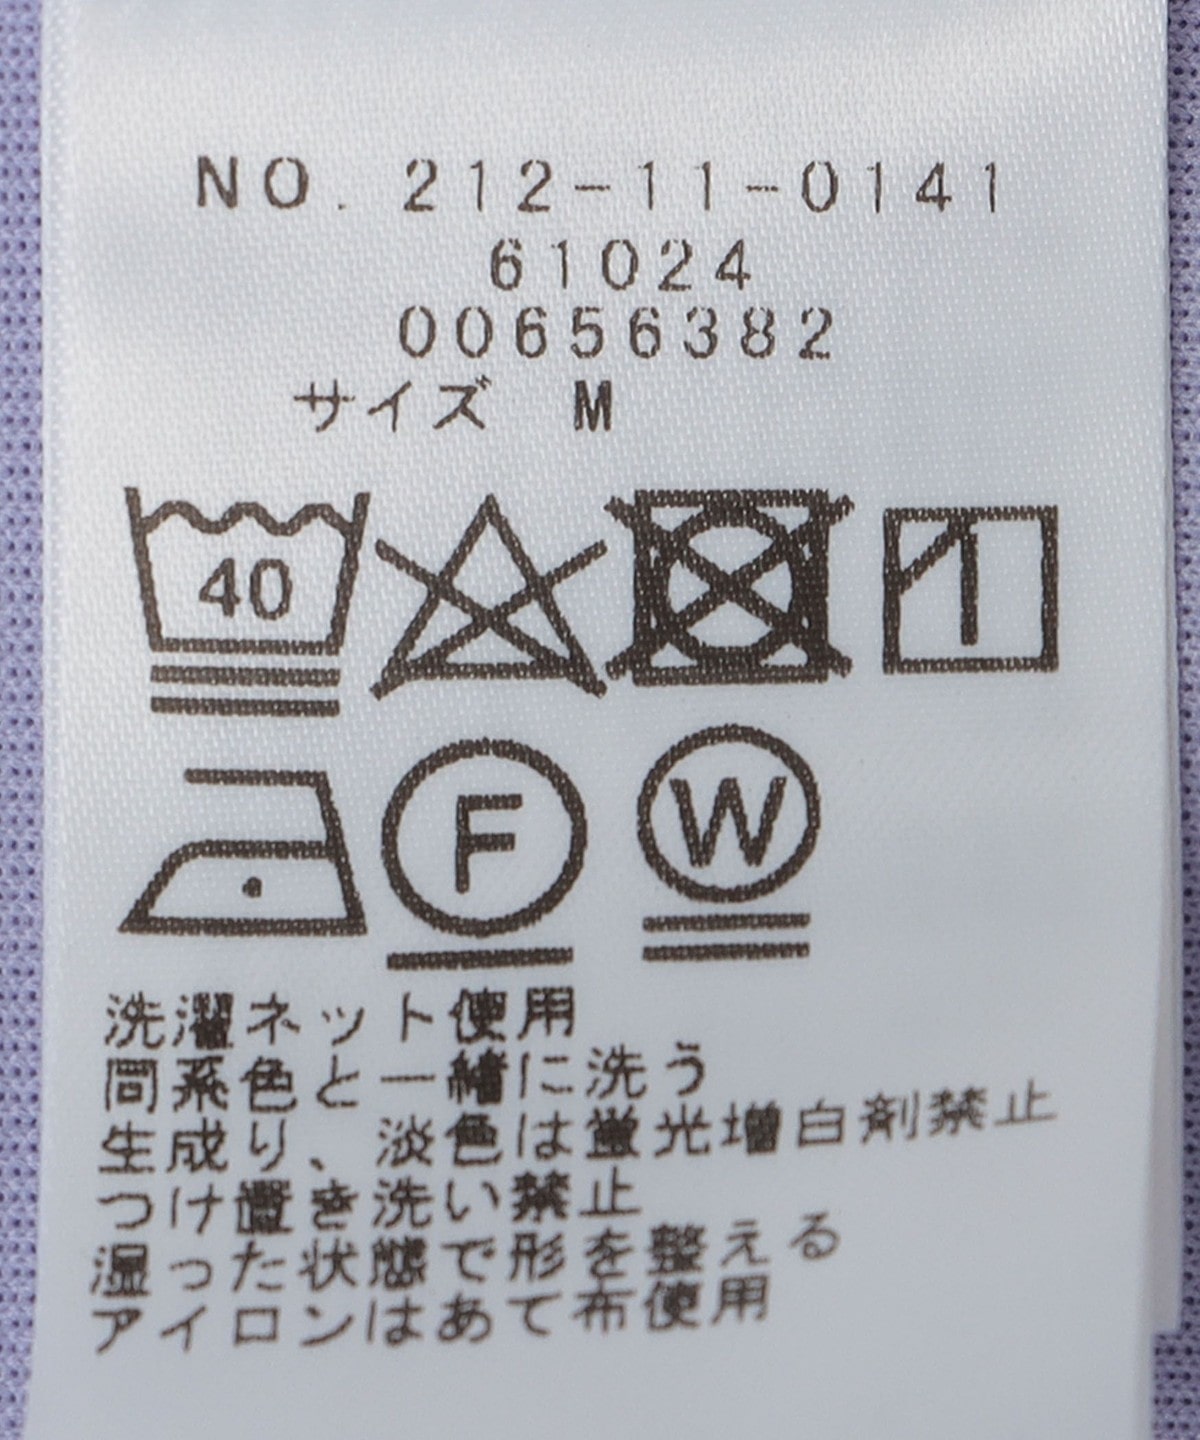 NO. 212-11-0141
61024
00656382
サイズ M
40
F
W
洗濯ネット使用
同系色と一緒に洗う
生成り、淡色は蛍光増白剤禁止
つけ置き洗い禁止
湿った状態で形を整える
アイロンはあて布使用